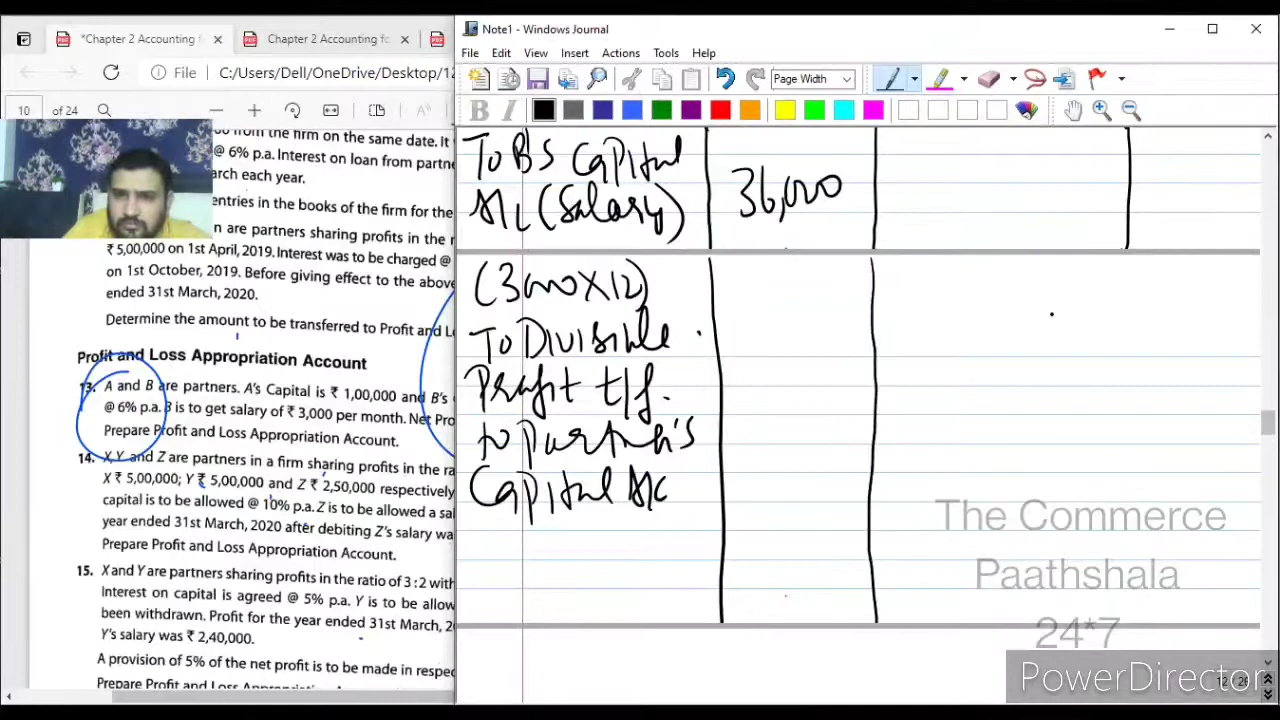 Note1 - Windows Journal
*Chapter 2 Accounting for
Chapter 2 Accounting fo
File Edit View Insert Actions Tools Help
File
C:/Users/Dell/OneDrive/Desktop/12
Page Width
10 of 24
from the firm on the same date. It
@ 6% p.a. Interest on loan from partne
arch each year.
entries in the books of the firm for the
n are partners sharing profits in the r
₹ 5,00,000 on 1st April, 2019. Interest was to be charged @
on 1st October, 2019. Before giving effect to the above
ended 31st March, 2020.
Determine the amount to be transferred to Profit and Lo
Profit and Loss Appropriation Account
13. A and B are partners. A's Capital is ₹ 1,00,000 and B's
@ 6% p.a. B is to get salary of ₹ 3,000 per month. Net Pro
Prepare Profit and Loss Appropriation Account.
14. X, Y and Z are partners in a firm sharing profits in the ra
X ₹ 5,00,000; Y ₹ 5,00,000 and Z ₹ 2,50,000 respectively
capital is to be allowed @ 10% p.a. Z is to be allowed a sal
year ended 31st March, 2020 after debiting Z's salary wa
Prepare Profit and Loss Appropriation Account.
15. X and Y are partners sharing profits in the ratio of 3 : 2 with
Interest on capital is agreed @ 5% p.a. Y is to be allow
been withdrawn. Profit for the year ended 31st March, 2
Y's salary was ₹ 2,40,000.
A provision of 5% of the net profit is to be made in respec
Prepare Profit and Loss Appropriation Account.
To B's Capital
A/c (Salary) 36,000
(3000X12)
To Divisible
Profit t/f.
to Partner's
Capital A/c
The Commerce
Paathshala
24*7
PowerDirector